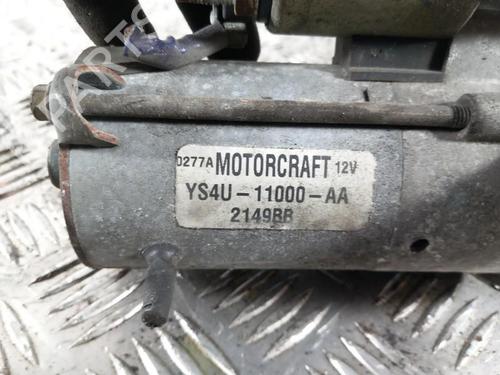 0277A MOTORCRAFT 12V
YS4U-11000-AA
2149BB